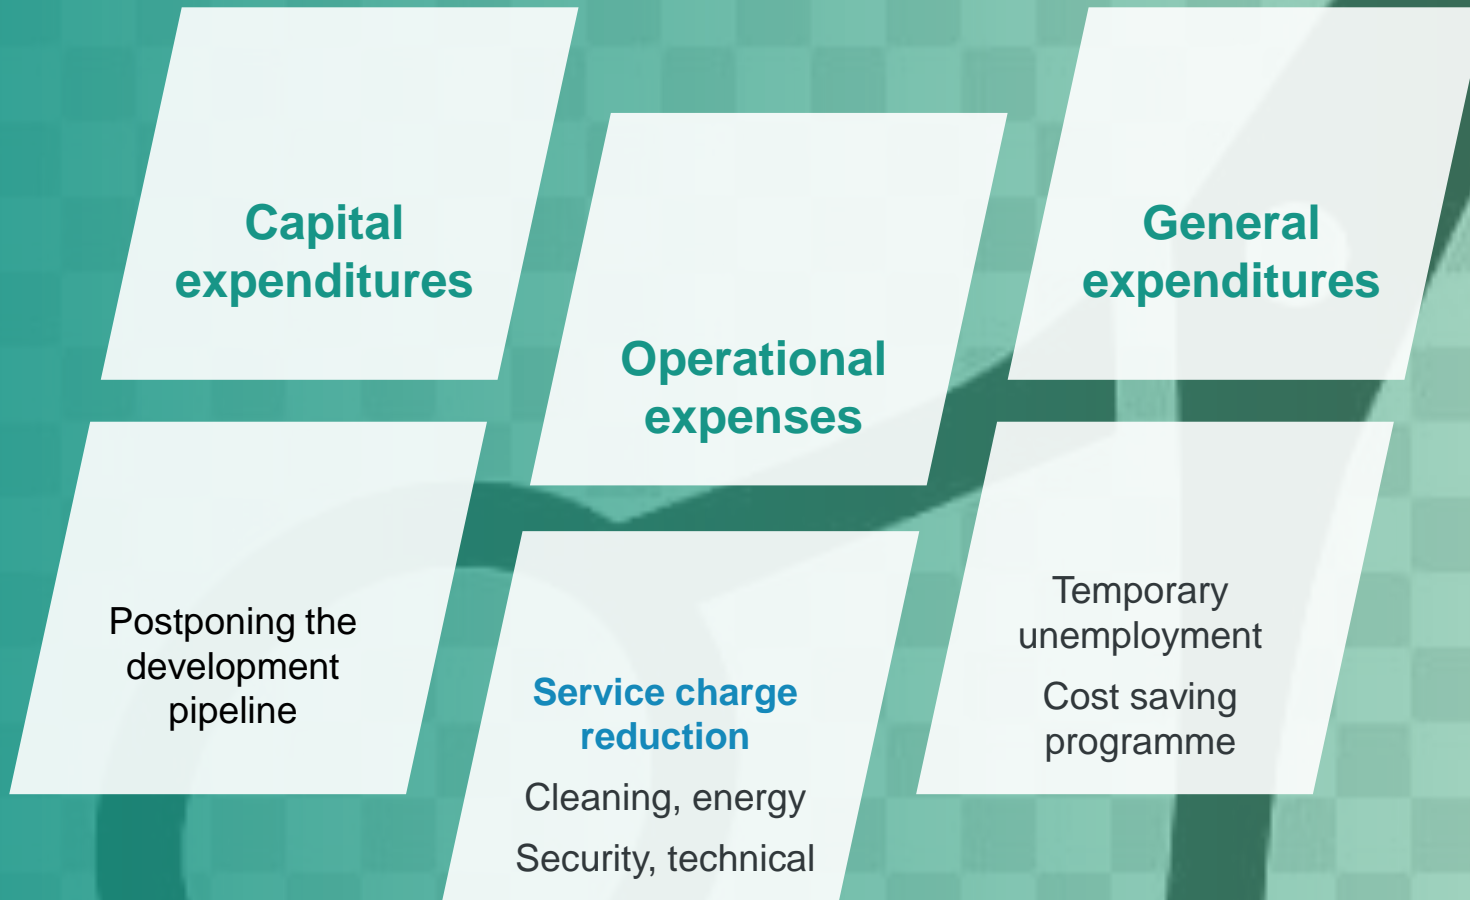 Capital
expenditures
Postponing the
development
pipeline
Operational
expenses
Service charge
reduction
Cleaning, energy
Security, technical
General
expenditures
Temporary
unemployment
Cost saving
programme